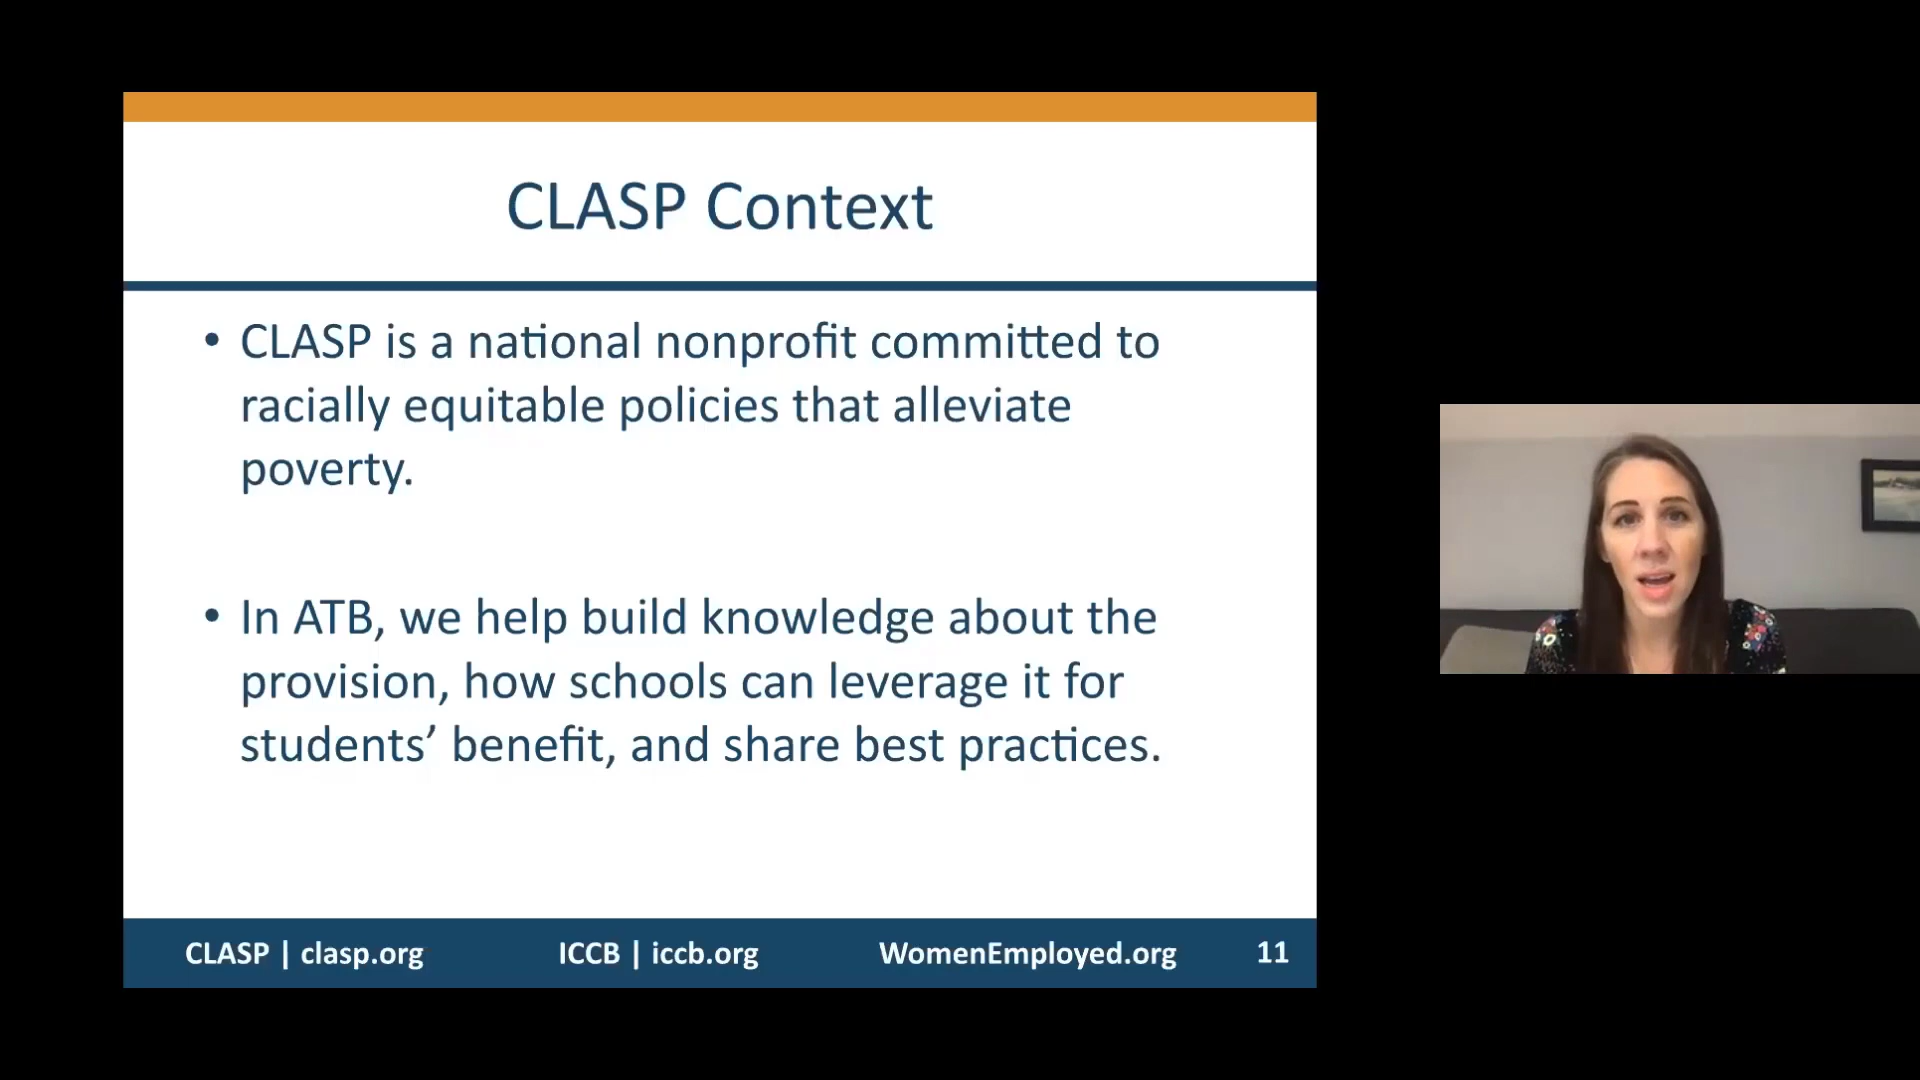 CLASP Context
• CLASP is a national nonprofit committed to
racially equitable policies that alleviate
poverty.
• In ATB, we help build knowledge about the
provision, how schools can leverage it for
students’ benefit, and share best practices.
CLASP | clasp.org ICCB | iccb.org WomenEmployed.org 11